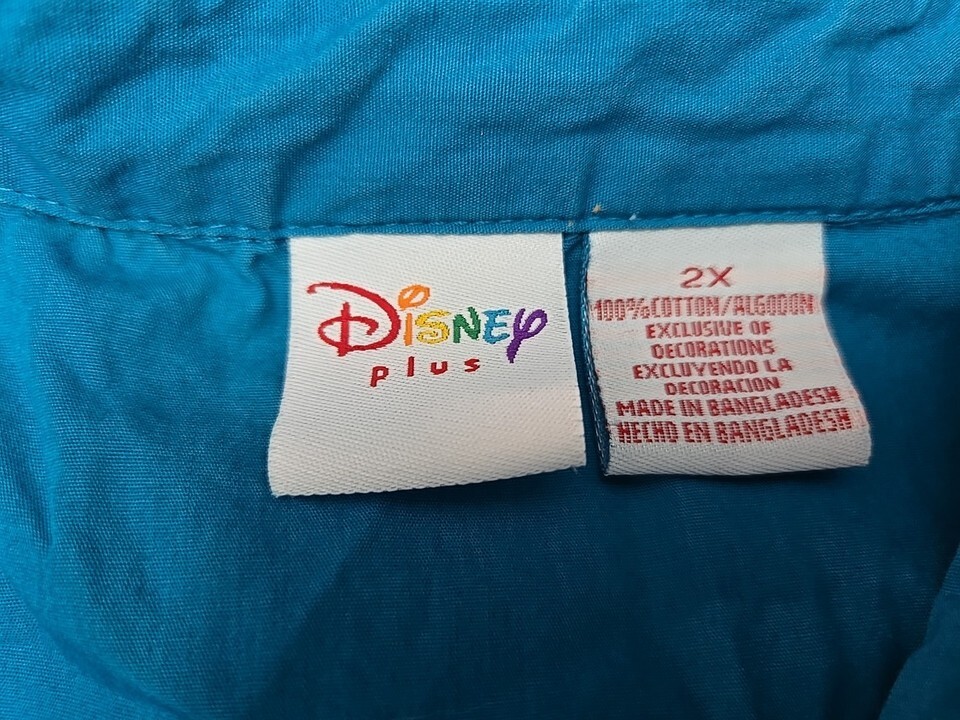 Disney
plus
2X
100% COTTON/ALGODON
EXCLUSIVE OF
DECORATIONS
EXCLUYENDO LA
DECORACION
MADE IN BANGLADESH
HECHO EN BANGLADESH